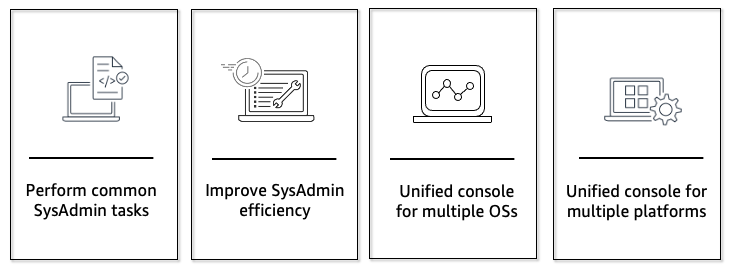 </>
Perform common
SysAdmin tasks
Improve SysAdmin
efficiency
Unified console
for multiple OSs
Unified console for
multiple platforms